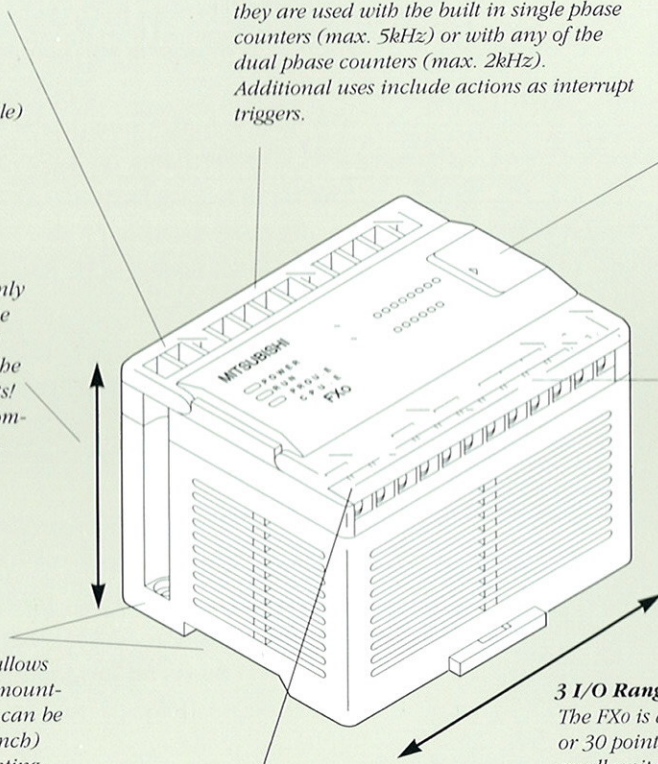 they are used with the built in single phase
counters (max. 5kHz) or with any of the
dual phase counters (max. 2kHz).
Additional uses include actions as interrupt
triggers.
le)
nly
e
be
s!
om-
MITSUBISHI
POWER
RUN
FX0
allows
mount-
can be
nch)
3 I/O Rang
The FX0 is
or 30 point